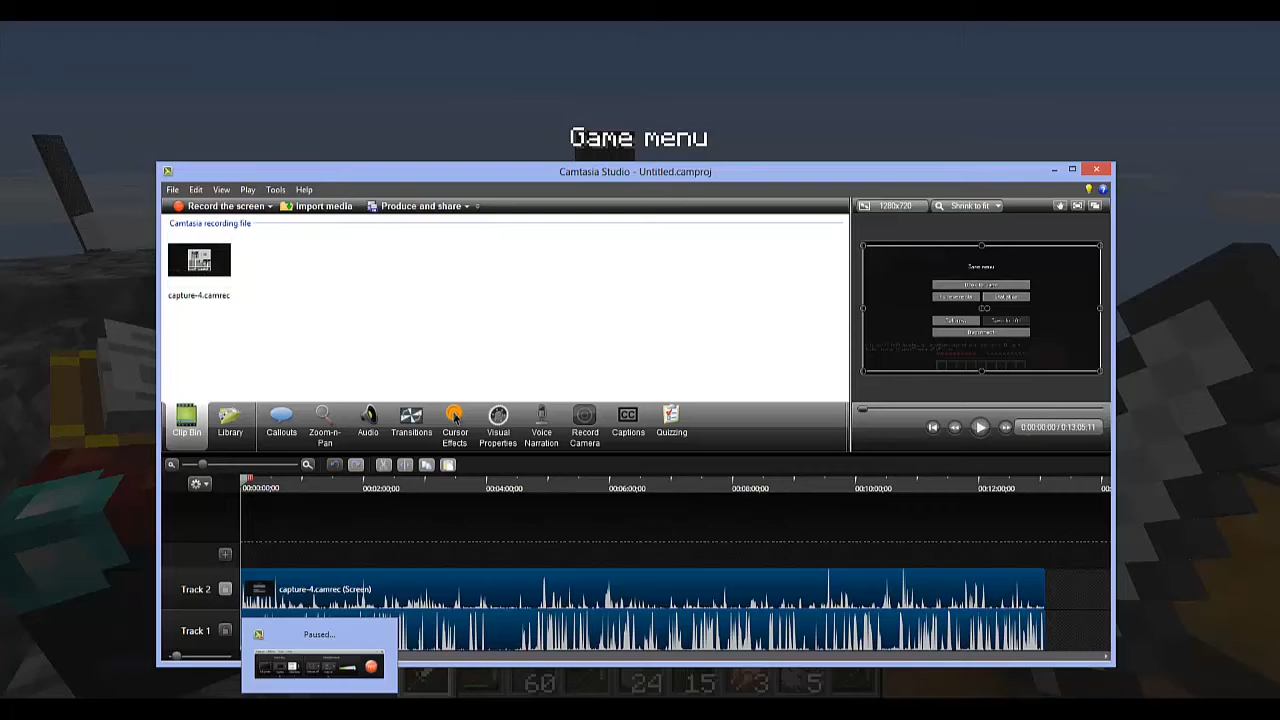 Game menu
Camtasia Studio - Untitled.camproj
File Edit View Play Tools Help
Record the screen Import media Produce and share 1280x720 Shrink to fit
Camtasia recording file
capture-4.camrec
Game menu
Clip Bin Library Callouts Zoom-n-Pan Audio Transitions Cursor Effects Visual Properties Voice Narration Record Camera CC Captions Quizzing
0:00:00;00 / 0:13:05;11
00:00:00;00 00:02:00;00 00:04:00;00 00:06:00;00 00:08:00;00 00:10:00;00 00:12:00;00 00:
Track 2 capture-4.camrec (Screen)
Track 1
Paused...
60 24 15 3 5